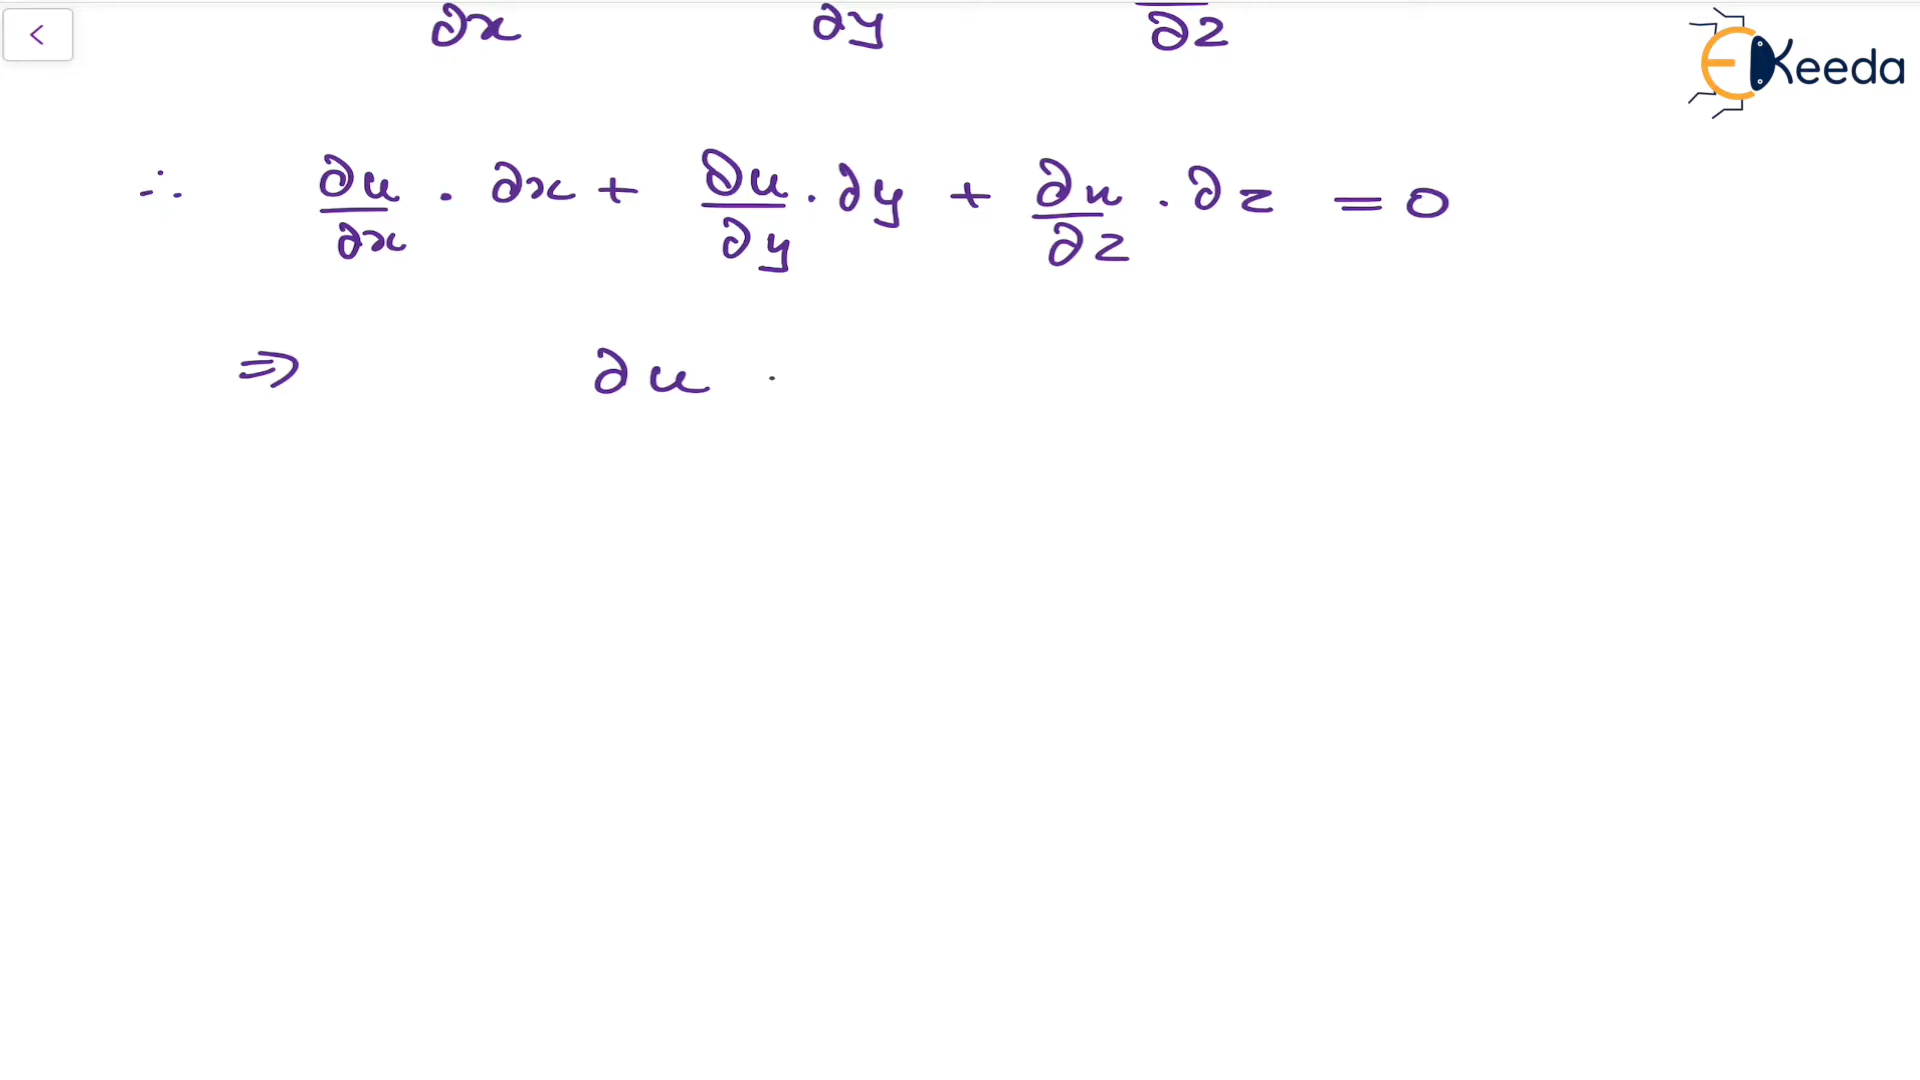 ∂x ∂y ∂z
EKeeda
∴ ∂u/∂x . ∂x + ∂u/∂y . ∂y + ∂u/∂z . ∂z = 0
⇒ ∂u